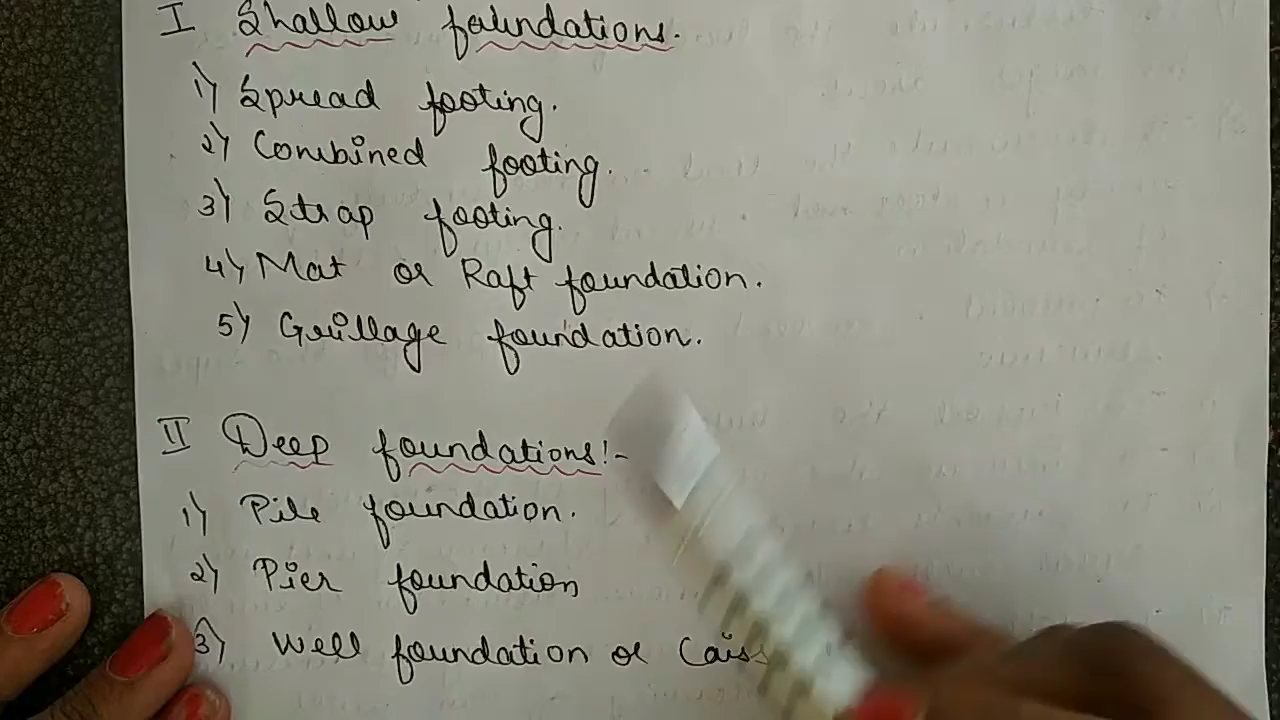 I Shallow foundations.
1) Spread footing.
2) Combined footing.
3) Strap footing.
4) Mat or Raft foundation.
5) Grillage foundation.
II Deep foundations:-
1) Pile foundation.
2) Pier foundation
3) Well foundation or